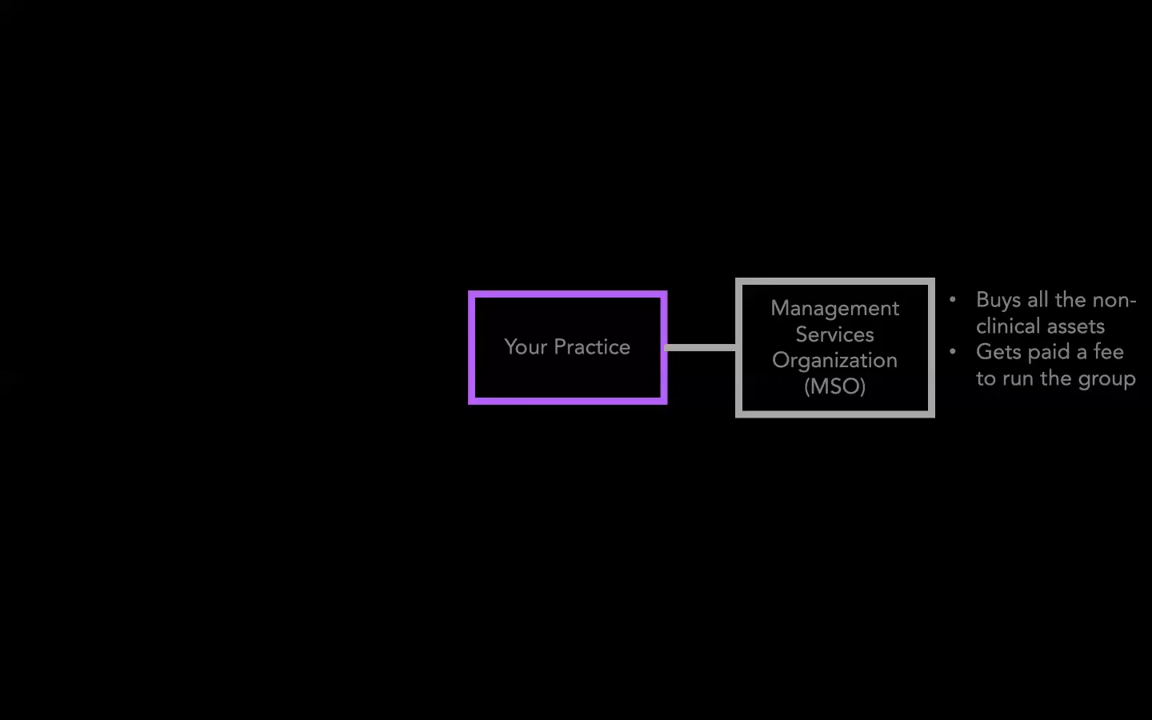 Your Practice
Management
Services
Organization
(MSO)
• Buys all the non-
clinical assets
• Gets paid a fee
to run the group